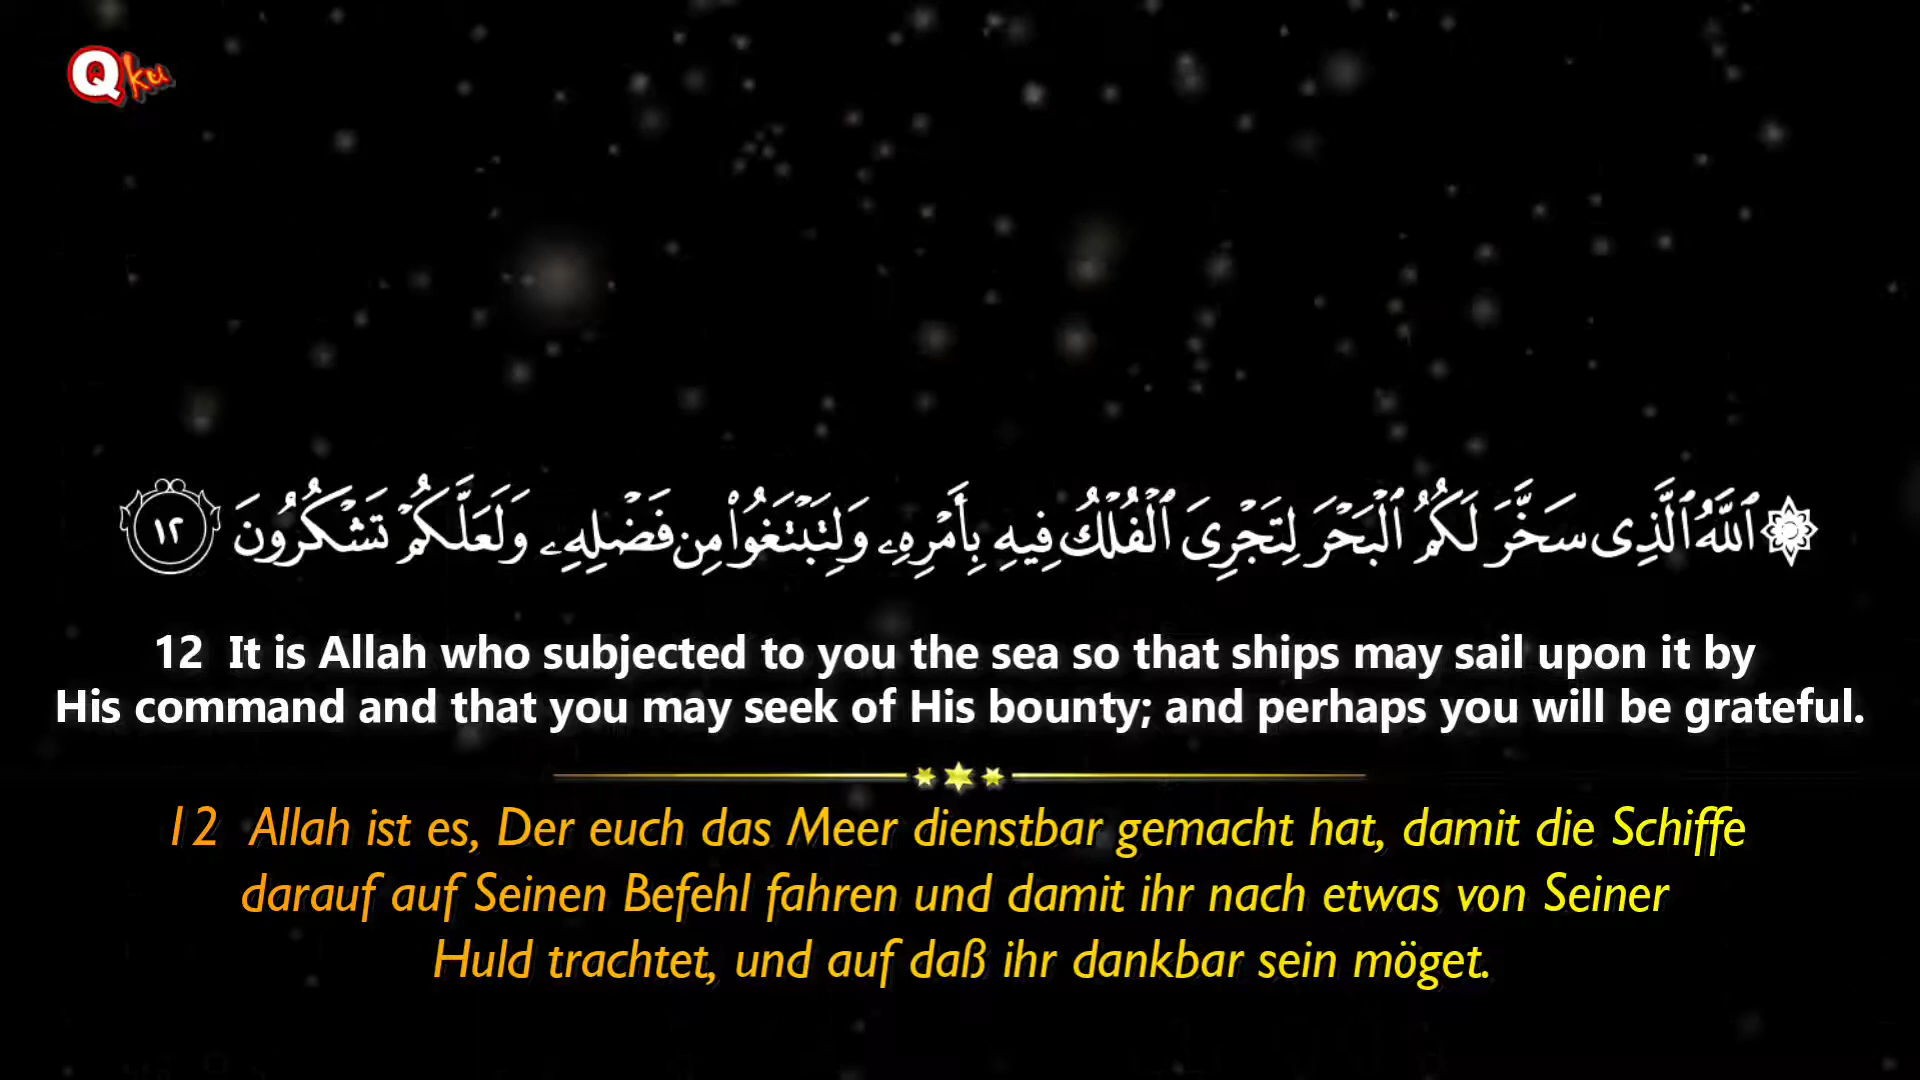 Qku
۞ ٱللَّهُ ٱلَّذِى سَخَّرَ لَكُمُ ٱلْبَحْرَ لِتَجْرِىَ ٱلْفُلْكُ فِيهِ بِأَمْرِهِۦ وَلِتَبْتَغُوا۟ مِن فَضْلِهِۦ وَلَعَلَّكُمْ تَشْكُرُونَ ١٢
12 It is Allah who subjected to you the sea so that ships may sail upon it by
His command and that you may seek of His bounty; and perhaps you will be grateful.
12 Allah ist es, Der euch das Meer dienstbar gemacht hat, damit die Schiffe
darauf auf Seinen Befehl fahren und damit ihr nach etwas von Seiner
Huld trachtet, und auf daß ihr dankbar sein möget.